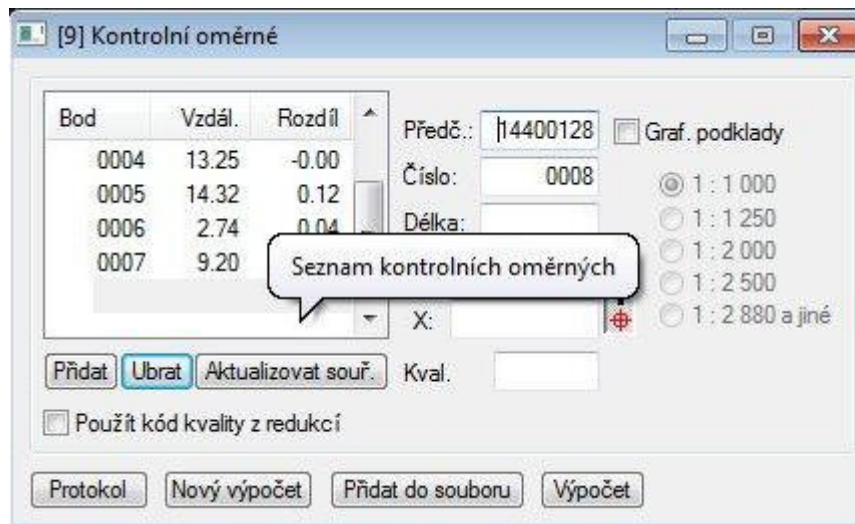 [9] Kontrolní oměrné
Bod Vzdál. Rozdíl
0004 13.25 -0.00
0005 14.32 0.12
0006 2.74 0.04
0007 9.20
Seznam kontrolních oměrných
Předč.: 14400128
Číslo: 0008
Délka:
X:
Kval.
Graf. podklady
1 : 1 000
1 : 1 250
1 : 2 000
1 : 2 500
1 : 2 880 a jiné
Přidat Ubrat Aktualizovat souř.
Použít kód kvality z redukcí
Protokol Nový výpočet Přidat do souboru Výpočet